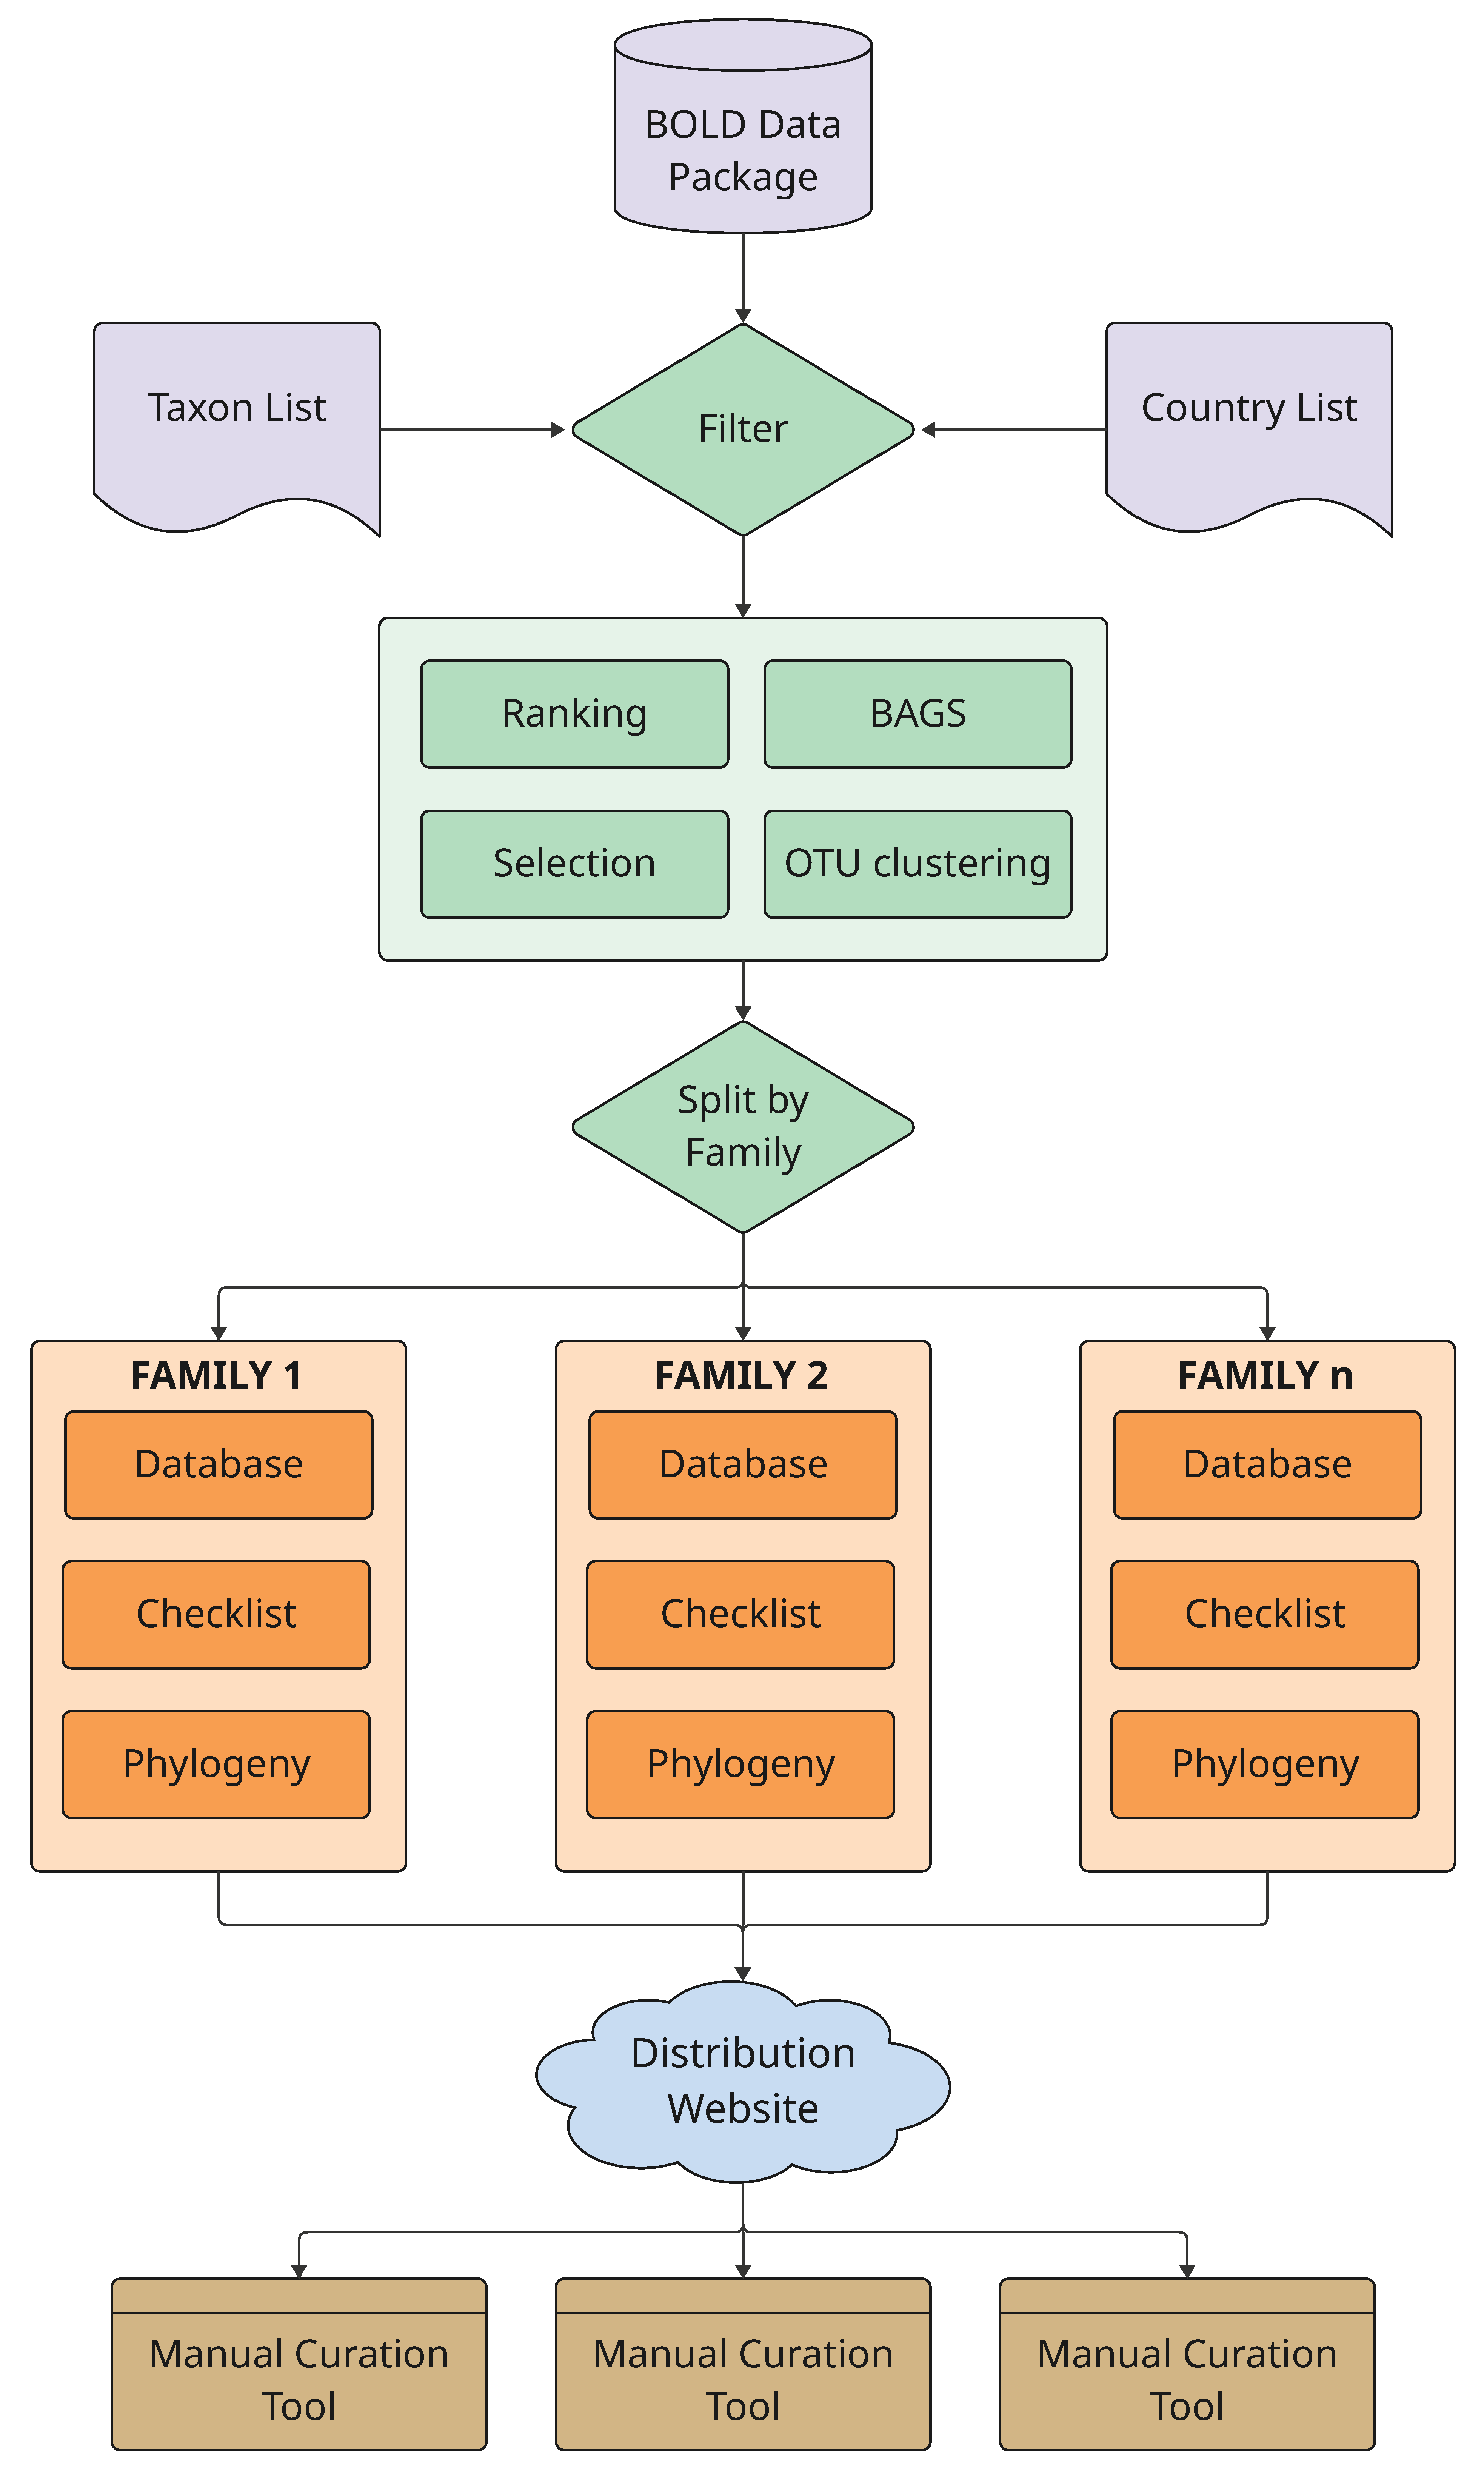 BOLD Data
Package
Taxon List
Filter
Country List
Ranking
BAGS
Selection
OTU clustering
Split by
Family
FAMILY 1
Database
Checklist
Phylogeny
FAMILY 2
Database
Checklist
Phylogeny
FAMILY n
Database
Checklist
Phylogeny
Distribution
Website
Manual Curation
Tool
Manual Curation
Tool
Manual Curation
Tool